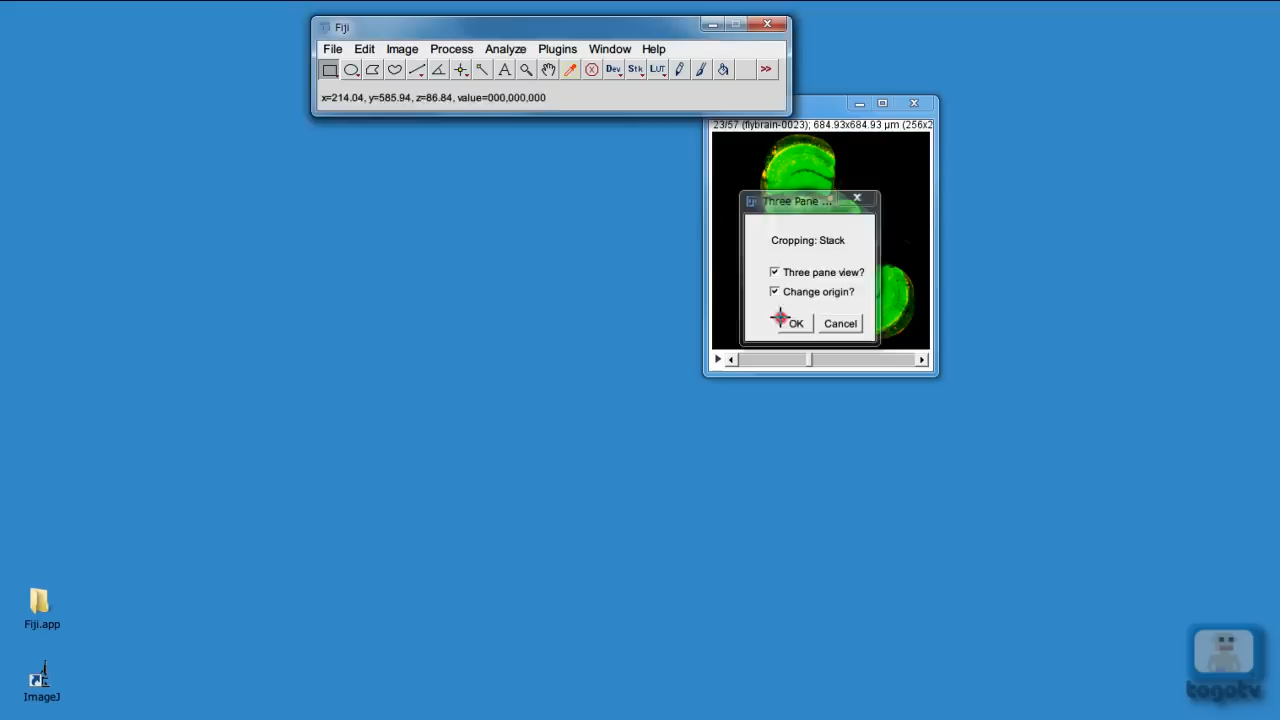 Fiji
File Edit Image Process Analyze Plugins Window Help
Dev Stk LUT >>
x=214.04, y=585.94, z=86.84, value=000,000,000
23/57 (flybrain-0023); 684.93x684.93 µm (256x2
Three Pane ...
Cropping: Stack
Three pane view?
Change origin?
OK Cancel
Fiji.app
ImageJ
togotv